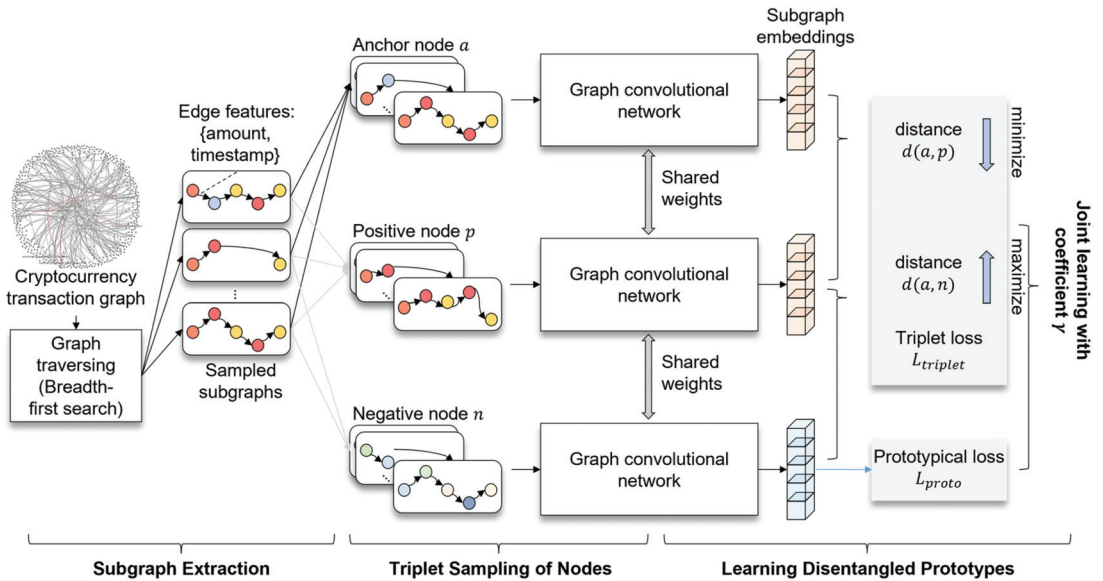 Subgraph
embeddings
Anchor node a
Graph convolutional
network
Edge features:
{amount,
timestamp}
distance
d(a, p)
minimize
Shared
weights
Positive node p
Cryptocurrency
transaction graph
Graph convolutional
network
distance
d(a, n)
maximize
Joint learning with
coefficient γ
Graph
traversing
(Breadth-
first search)
Sampled
subgraphs
Triplet loss
L_triplet
Shared
weights
Negative node n
Graph convolutional
network
Prototypical loss
L_proto
Subgraph Extraction
Triplet Sampling of Nodes
Learning Disentangled Prototypes